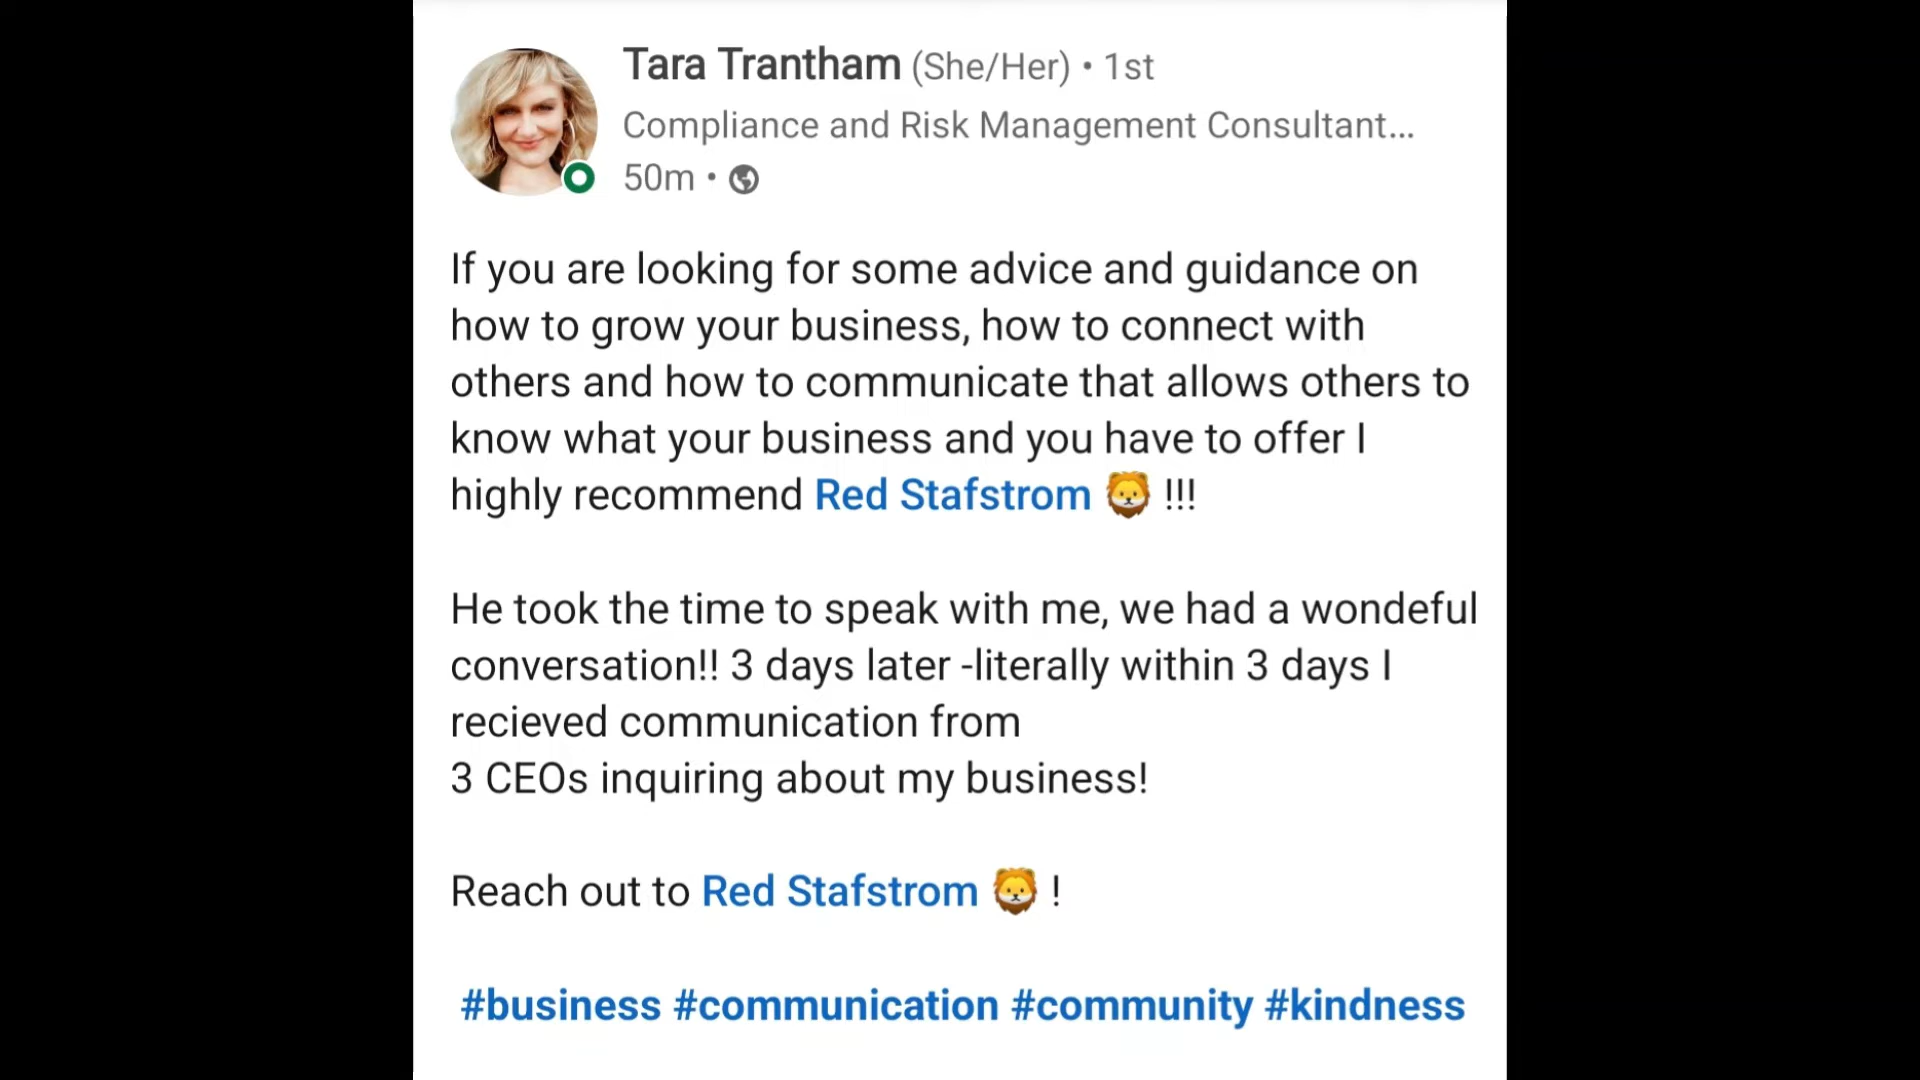 Tara Trantham (She/Her) • 1st
Compliance and Risk Management Consultant...
50m •
If you are looking for some advice and guidance on
how to grow your business, how to connect with
others and how to communicate that allows others to
know what your business and you have to offer I
highly recommend Red Stafstrom 🦁 !!!
He took the time to speak with me, we had a wondeful
conversation!! 3 days later -literally within 3 days I
recieved communication from
3 CEOs inquiring about my business!
Reach out to Red Stafstrom 🦁 !
#business #communication #community #kindness